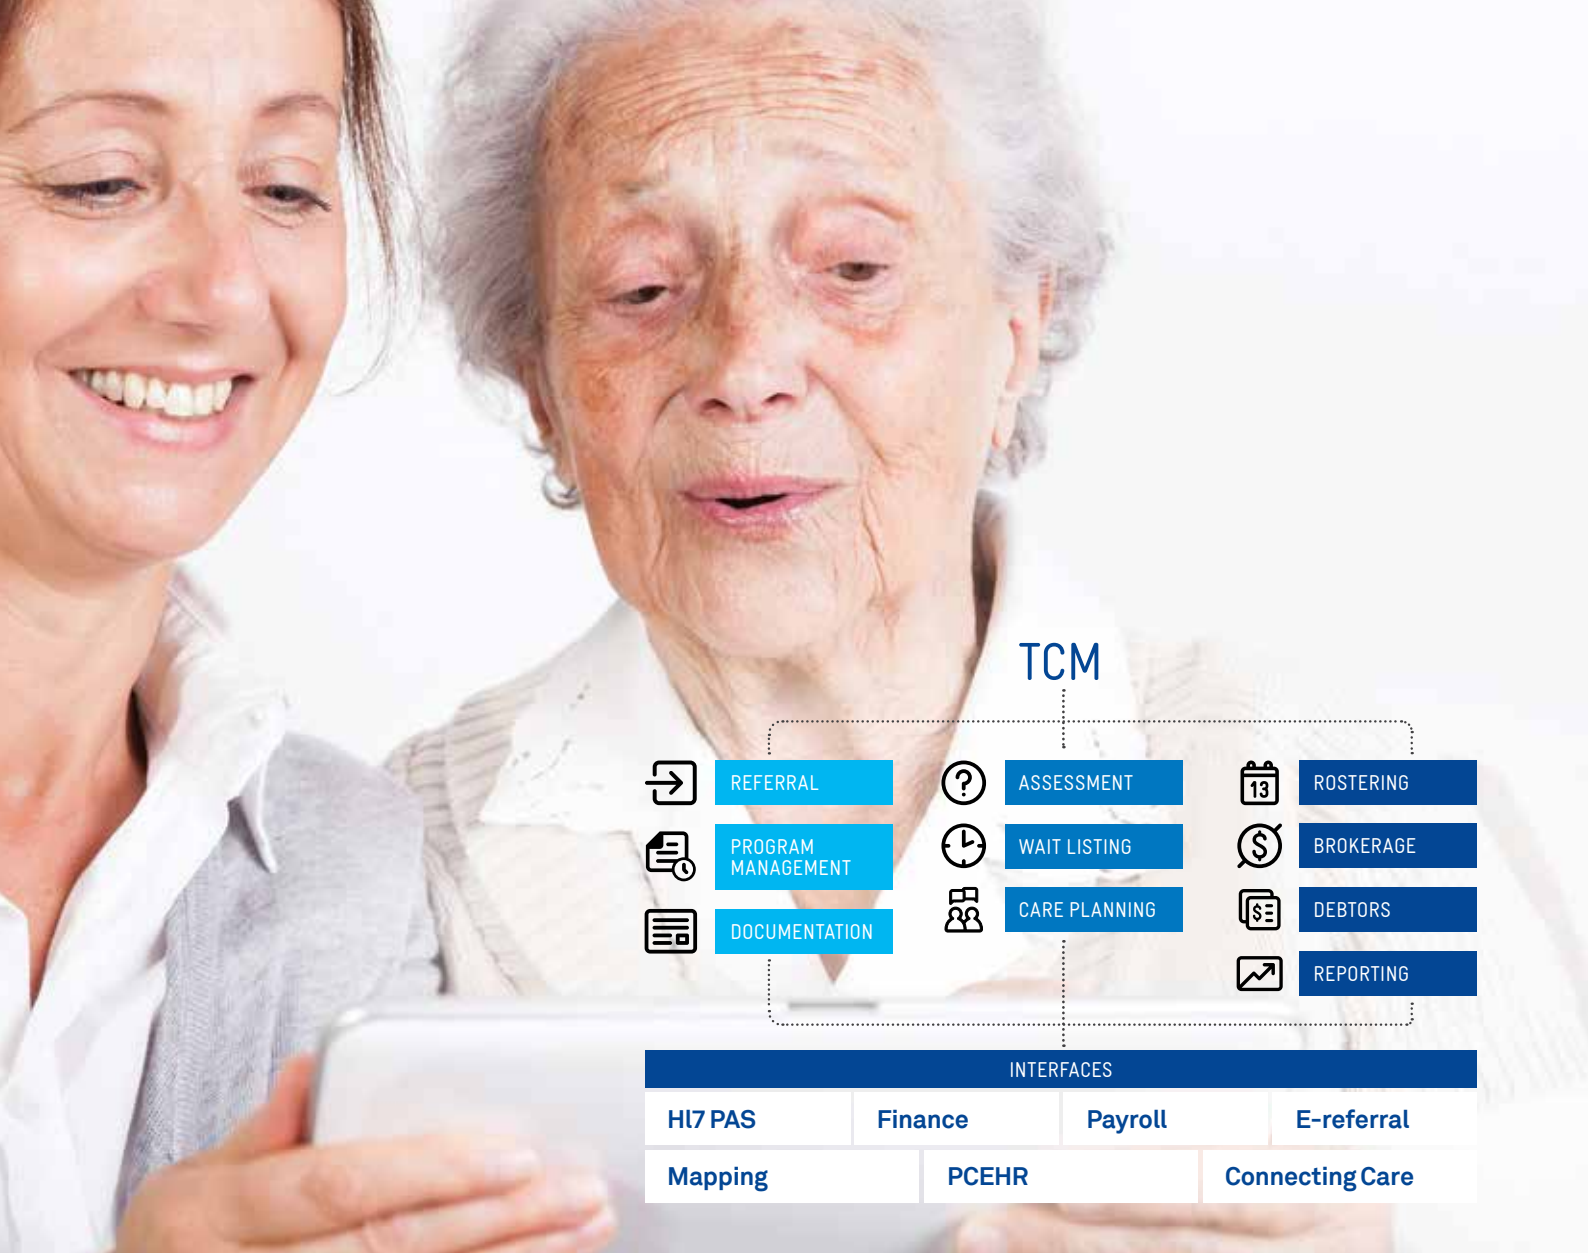 TCM
REFERRAL
PROGRAM
MANAGEMENT
DOCUMENTATION
ASSESSMENT
WAIT LISTING
CARE PLANNING
13
ROSTERING
$
BROKERAGE
$
DEBTORS
REPORTING
INTERFACES
Hl7 PAS Finance Payroll E-referral
Mapping PCEHR Connecting Care